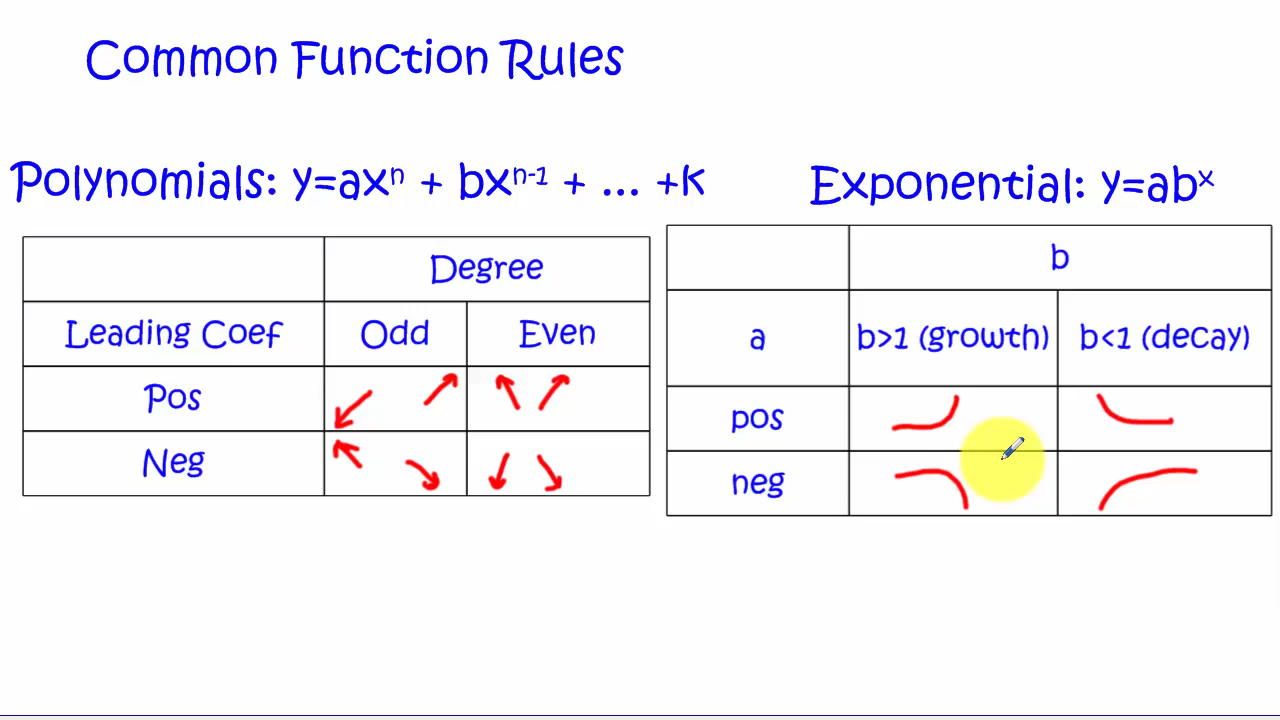 Common Function Rules
Polynomials: y=axⁿ + bxⁿ⁻¹ + ... +k
Degree
Leading Coef Odd Even
Pos
Neg
Exponential: y=abˣ
b
a b>1 (growth) b<1 (decay)
pos
neg